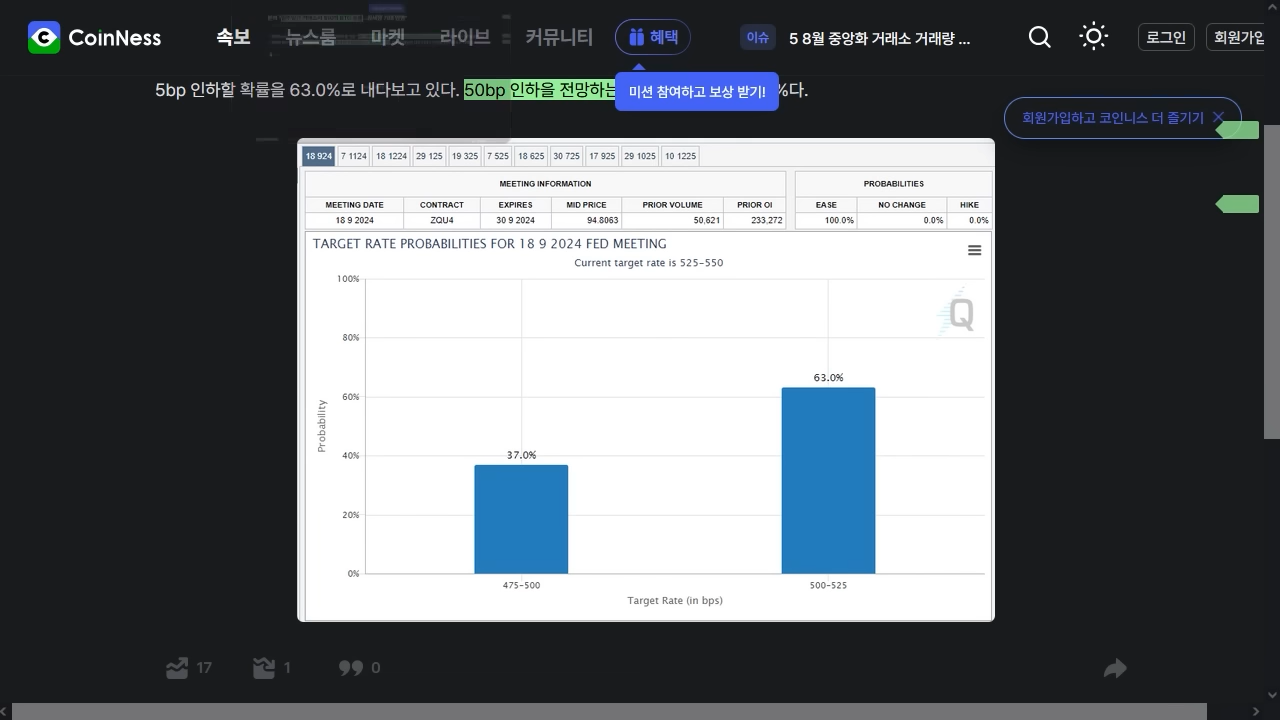 CoinNess
속보
뉴스룸
마켓
라이브
커뮤니티
혜택
이슈
5 8월 중앙화 거래소 거래량 ...
로그인
회원가입
미션 참여하고 보상 받기!
5bp 인하할 확률을 63.0%로 내다보고 있다. 50bp 인하을 전망하는 %다.
회원가입하고 코인니스 더 즐기기
18 924 7 1124 18 1224 29 125 19 325 7 525 18 625 30 725 17 925 29 1025 10 1225
MEETING INFORMATION
PROBABILITIES
MEETING DATE CONTRACT EXPIRES MID PRICE PRIOR VOLUME PRIOR OI EASE NO CHANGE HIKE
18 9 2024 ZQU4 30 9 2024 94.8063 50,621 233,272 100.0% 0.0% 0.0%
TARGET RATE PROBABILITIES FOR 18 9 2024 FED MEETING
Current target rate is 525-550
100%
Q
80%
63.0%
60%
Probability
40%
37.0%
20%
0%
475-500 500-525
Target Rate (in bps)
17 1 0